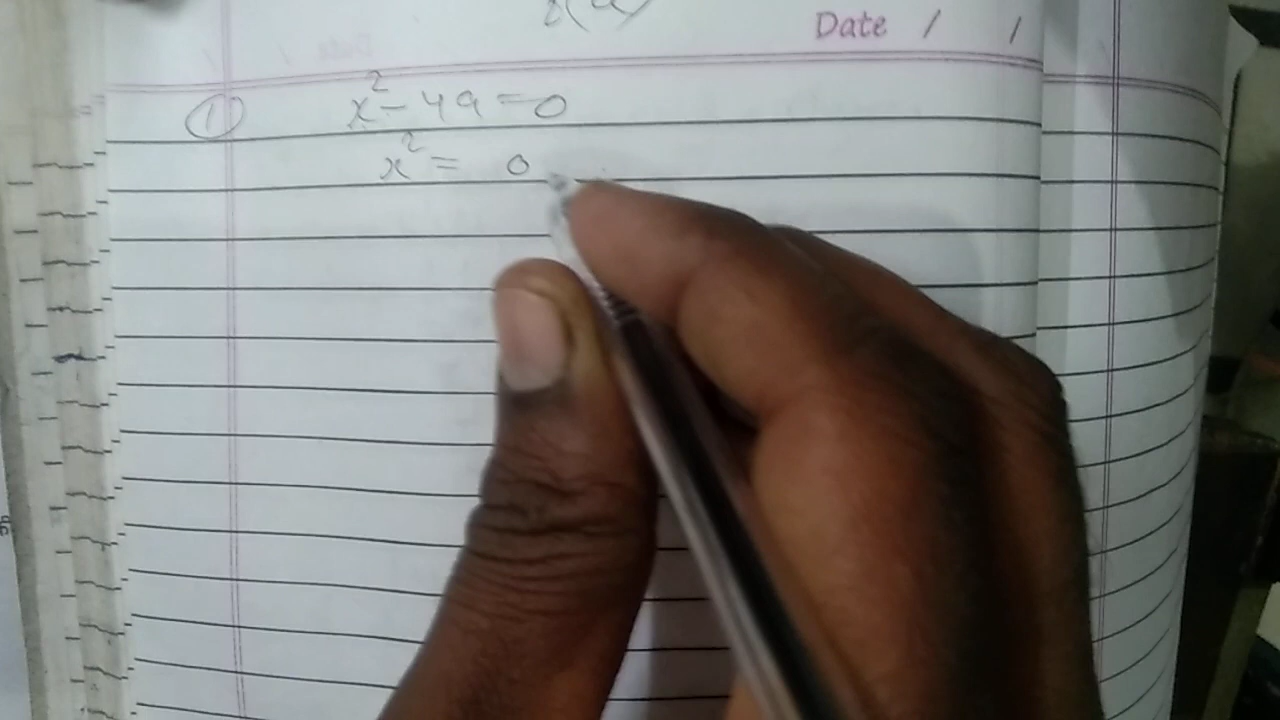 Date / /
① x² - 49 = 0
x² = 0